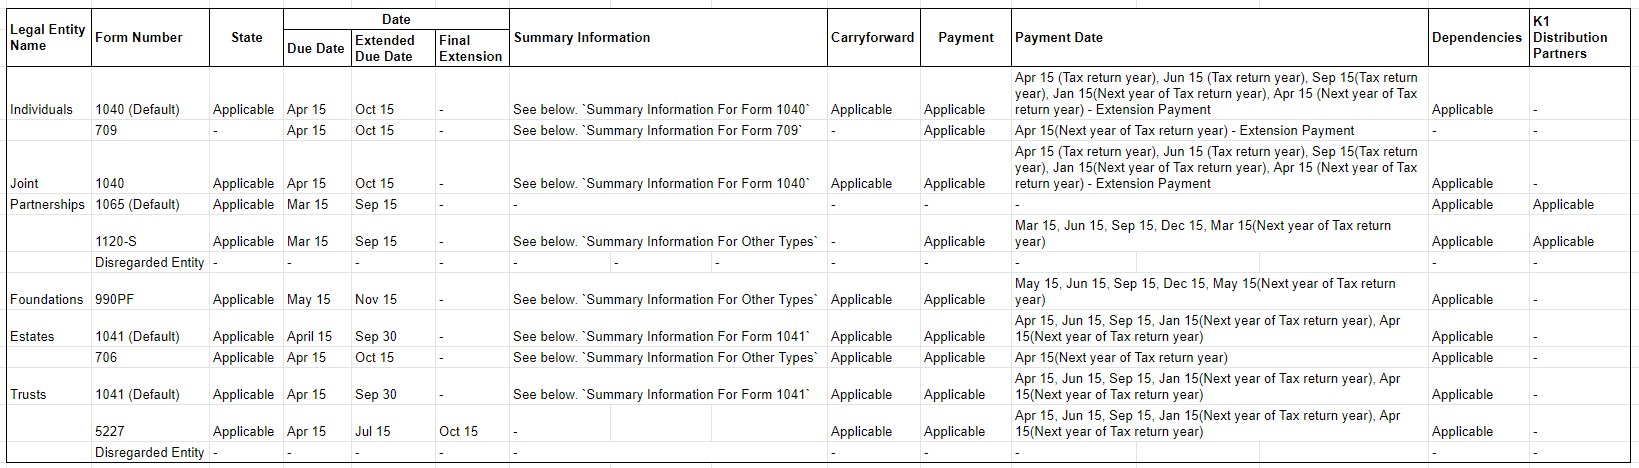 Legal Entity Name | Form Number | State | Date | Summary Information | Carryforward | Payment | Payment Date | Dependencies | K1 Distribution Partners
Due Date | Extended Due Date | Final Extension
Individuals | 1040 (Default) | Applicable | Apr 15 | Oct 15 | - | See below. `Summary Information For Form 1040` | Applicable | Applicable | Apr 15 (Tax return year), Jun 15 (Tax return year), Sep 15(Tax return year), Jan 15(Next year of Tax return year), Apr 15 (Next year of Tax return year) - Extension Payment | Applicable | -
709 | - | Apr 15 | Oct 15 | - | See below. `Summary Information For Form 709` | - | Applicable | Apr 15(Next year of Tax return year) - Extension Payment | - | -
Joint | 1040 | Applicable | Apr 15 | Oct 15 | - | See below. `Summary Information For Form 1040` | Applicable | Applicable | Apr 15 (Tax return year), Jun 15 (Tax return year), Sep 15(Tax return year), Jan 15(Next year of Tax return year), Apr 15 (Next year of Tax return year) - Extension Payment | Applicable | -
Partnerships | 1065 (Default) | Applicable | Mar 15 | Sep 15 | - | - | - | - | - | Applicable | Applicable
1120-S | Applicable | Mar 15 | Sep 15 | - | See below. `Summary Information For Other Types` | - | Applicable | Mar 15, Jun 15, Sep 15, Dec 15, Mar 15(Next year of Tax return year) | Applicable | Applicable
Disregarded Entity | - | - | - | - | - | - | - | - | - | - | - | -
Foundations | 990PF | Applicable | May 15 | Nov 15 | - | See below. `Summary Information For Other Types` | Applicable | Applicable | May 15, Jun 15, Sep 15, Dec 15, May 15(Next year of Tax return year) | Applicable | -
Estates | 1041 (Default) | Applicable | April 15 | Sep 30 | - | See below. `Summary Information For Form 1041` | Applicable | Applicable | Apr 15, Jun 15, Sep 15, Jan 15(Next year of Tax return year), Apr 15(Next year of Tax return year) | Applicable | -
706 | Applicable | Apr 15 | Oct 15 | - | See below. `Summary Information For Other Types` | Applicable | Applicable | Apr 15(Next year of Tax return year) | Applicable | -
Trusts | 1041 (Default) | Applicable | Apr 15 | Sep 30 | - | See below. `Summary Information For Form 1041` | Applicable | Applicable | Apr 15, Jun 15, Sep 15, Jan 15(Next year of Tax return year), Apr 15(Next year of Tax return year) | Applicable | -
5227 | Applicable | Apr 15 | Jul 15 | Oct 15 | - | Applicable | Applicable | Apr 15, Jun 15, Sep 15, Jan 15(Next year of Tax return year), Apr 15(Next year of Tax return year) | Applicable | -
Disregarded Entity | - | - | - | - | - | - | - | - | - | -